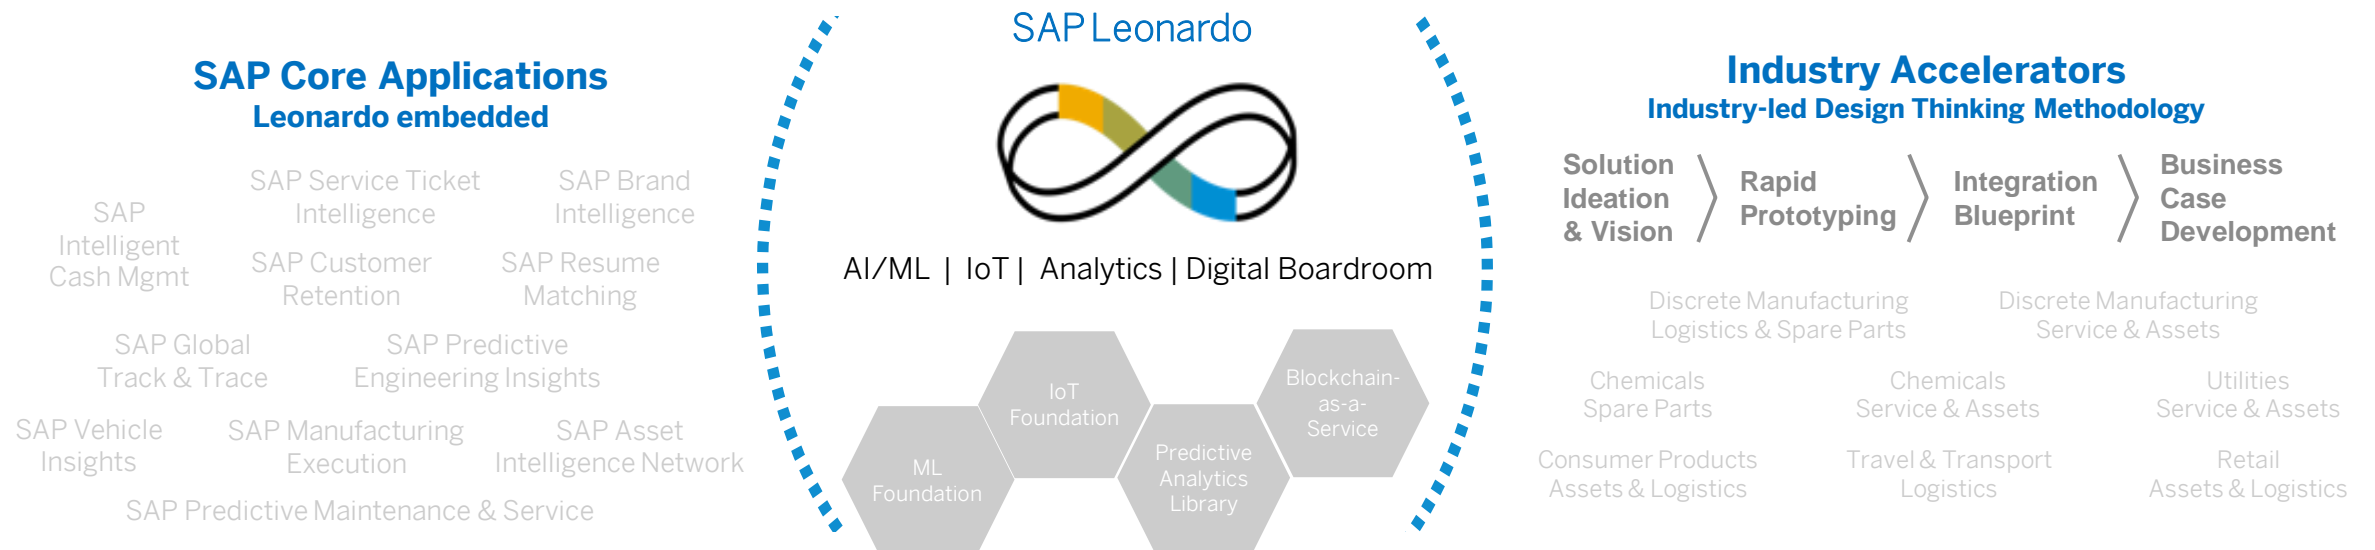 SAP Core Applications
Leonardo embedded
SAP
Intelligent
Cash Mgmt
SAP Service Ticket
Intelligence
SAP Brand
Intelligence
SAP Customer
Retention
SAP Resume
Matching
SAP Global
Track & Trace
SAP Predictive
Engineering Insights
SAP Vehicle
Insights
SAP Manufacturing
Execution
SAP Asset
Intelligence Network
SAP Predictive Maintenance & Service
SAP Leonardo
AI/ML | IoT | Analytics | Digital Boardroom
ML
Foundation
IoT
Foundation
Predictive
Analytics
Library
Blockchain-
as-a-
Service
Industry Accelerators
Industry-led Design Thinking Methodology
Solution
Ideation
& Vision
Rapid
Prototyping
Integration
Blueprint
Business
Case
Development
Discrete Manufacturing
Logistics & Spare Parts
Discrete Manufacturing
Service & Assets
Chemicals
Spare Parts
Chemicals
Service & Assets
Utilities
Service & Assets
Consumer Products
Assets & Logistics
Travel & Transport
Logistics
Retail
Assets & Logistics